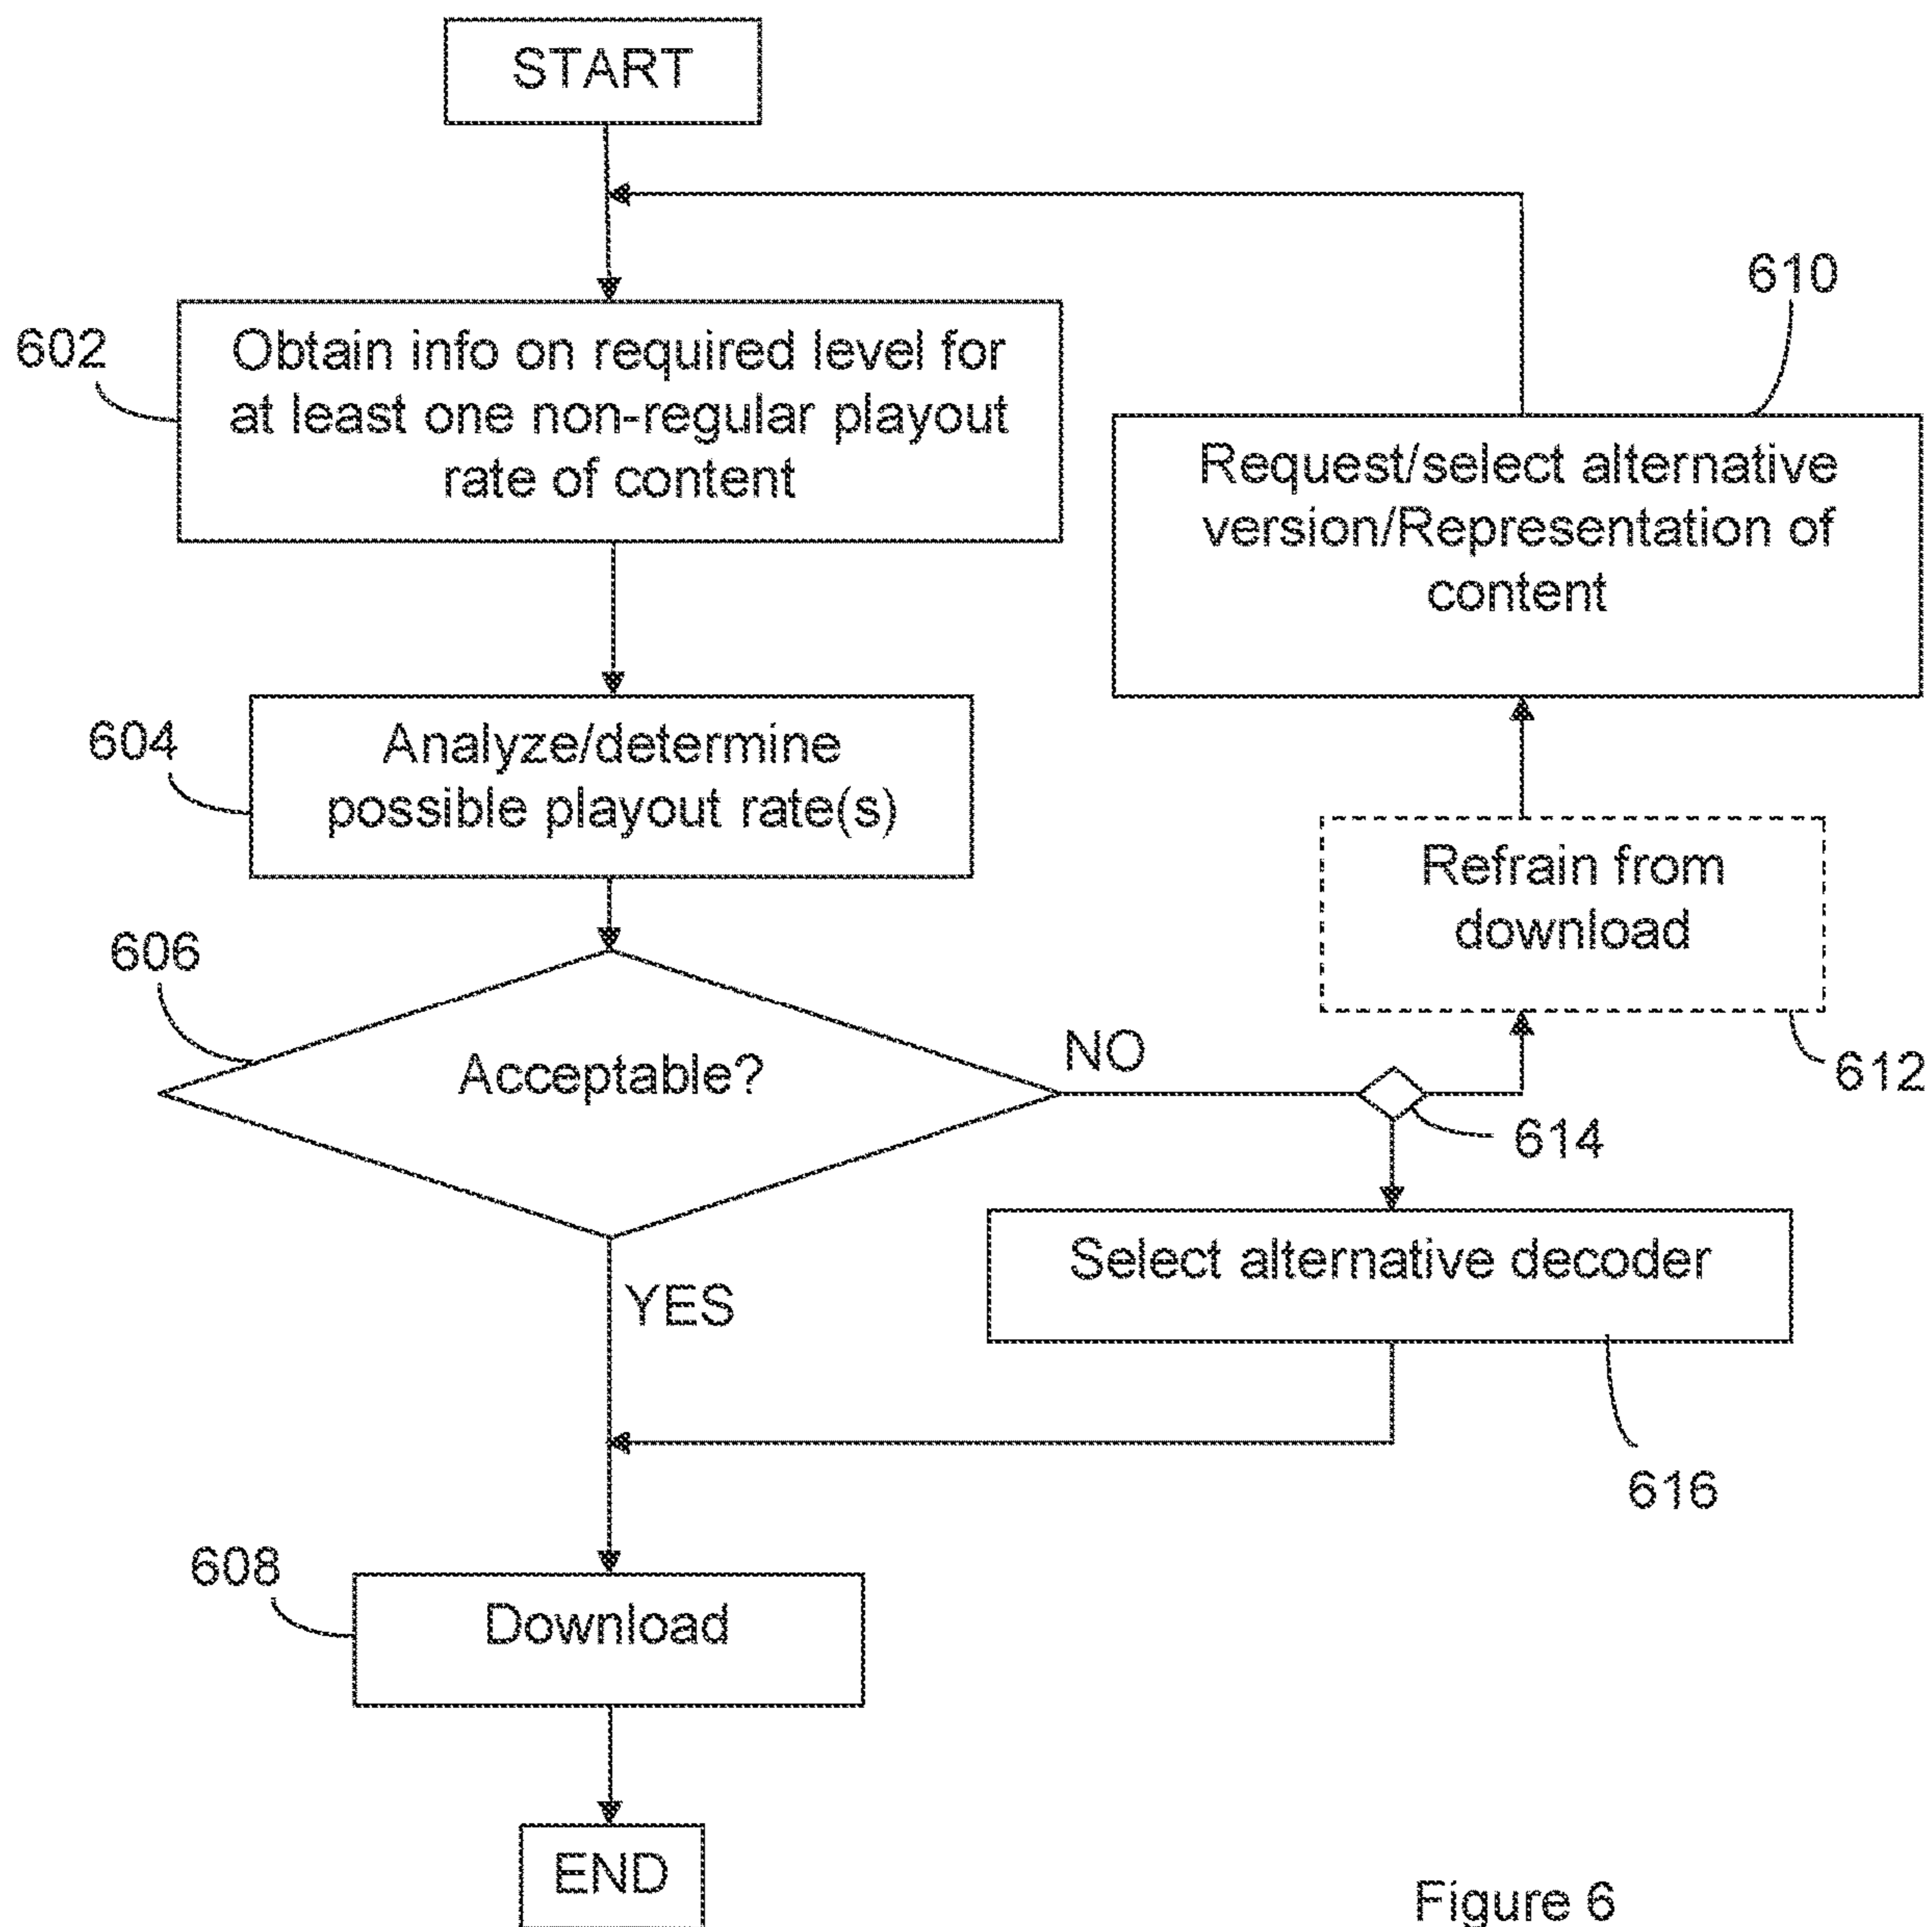 START
610
602
Obtain info on required level for
at least one non-regular playout
rate of content
Request/select alternative
version/Representation of
content
604
Analyze/determine
possible playout rate(s)
Refrain from
download
606
Acceptable?
NO
612
614
Select alternative decoder
YES
616
608
Download
END
Figure 6